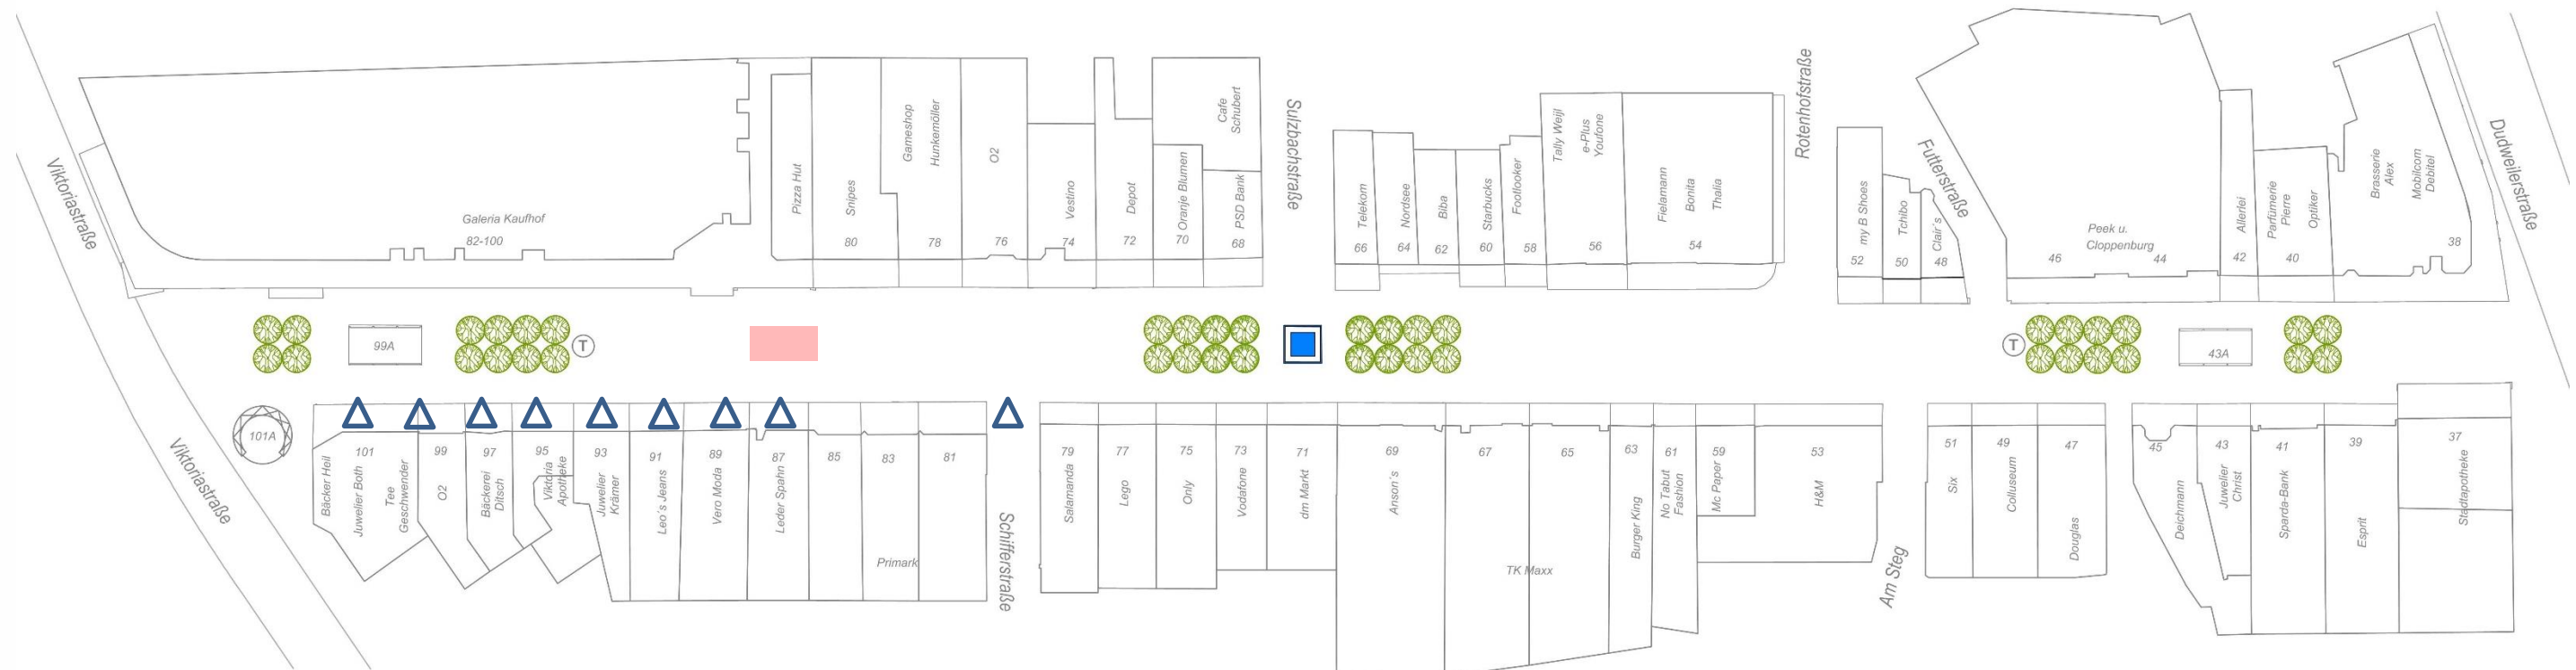 Viktoriastraße
Galeria Kaufhof
82-100
Pizza Hut
Snipes
80
Gameshop
Hunkemöller
78
O2
76
Vestino
74
Depot
72
Oranje Blumen
70
Cafe
Schubert
PSD Bank
68
Sulzbachstraße
Telekom
66
Nordsee
64
Biba
62
Starbucks
60
Footlooker
58
Tally Weijl
e-Plus
Youfone
56
Fielamann
Bonita
Thalia
54
Rotenhofstraße
my B Shoes
52
Tchibo
50
Clair´s
48
Futterstraße
Peek u.
Cloppenburg
46
44
Allerlei
42
Parfümerie
Pierre
Optiker
40
Brasserie
Alex
Mobilcom
Debitel
38
Dudweilerstraße
99A
T
T
43A
101A
Viktoriastraße
Bäcker Heil
101
Juwelier Both
Tee
Geschwender
99
O2
97
Bäckerei
Ditsch
95
Viktoria
Apotheke
93
Juwelier
Krämer
91
Leo´s Jeans
89
Vero Moda
87
Leder Spahn
85
83
Primark
81
Schifferstraße
79
Salamanda
77
Lego
75
Only
73
Vodafone
71
dm Markt
69
Anson´s
67
TK Maxx
65
63
Burger King
61
No Tabut
Fashion
59
Mc Paper
53
H&M
Am Steg
51
Six
49
Collusseum
47
Douglas
45
Deichmann
43
Juwelier
Christ
41
Sparda-Bank
39
Esprit
37
Stadtapotheke